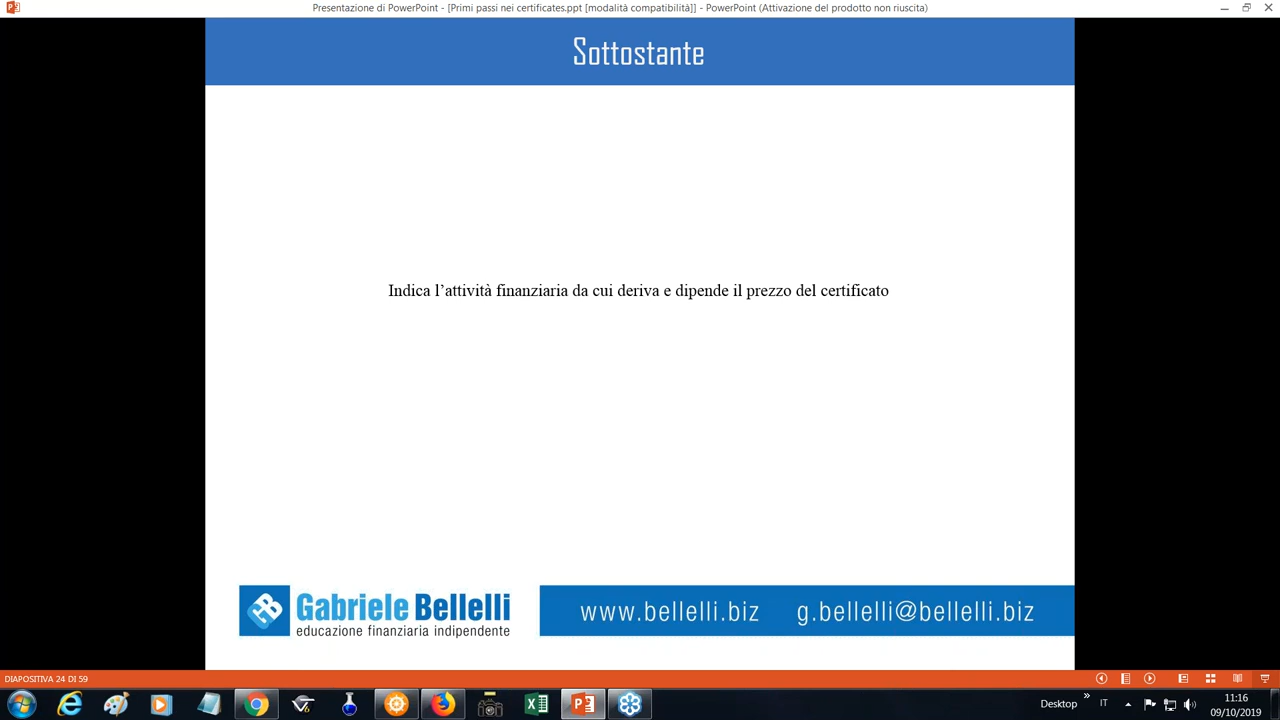 Presentazione di PowerPoint - [Primi passi nei certificates.ppt [modalità compatibilità]] - PowerPoint (Attivazione del prodotto non riuscita)
Sottostante
Indica l’attività finanziaria da cui deriva e dipende il prezzo del certificato
Gabriele Bellelli
educazione finanziaria indipendente
www.bellelli.biz g.bellelli@bellelli.biz
DIAPOSITIVA 24 DI 59
Desktop
IT
11:16
09/10/2019